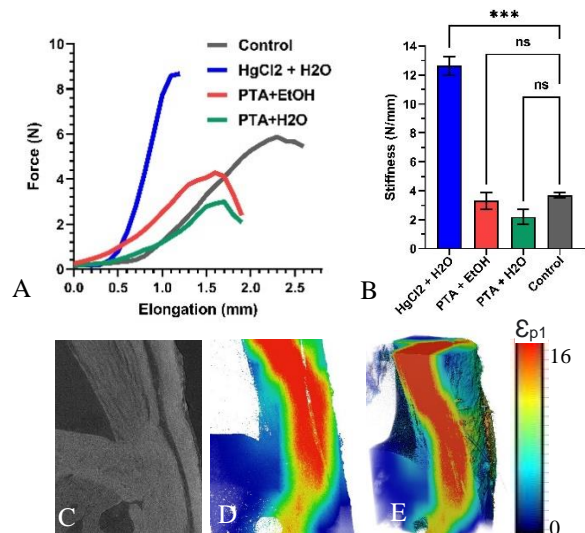 10
8
6
4
2
0
Force (N)
0.0 0.5 1.0 1.5 2.0 2.5 3.0
Elongation (mm)
Control
HgCl2 + H2O
PTA+EtOH
PTA+H2O
A
***
ns
ns
14
12
10
8
6
4
2
0
Stiffness (N/mm)
HgCl2 + H2O
PTA + EtOH
PTA + H2O
Control
B
C
D
E
εp1
16
0